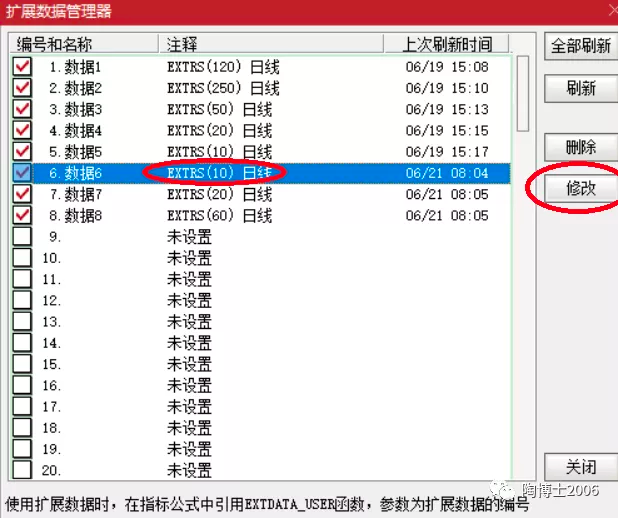 扩展数据管理器
编号和名称 注释 上次刷新时间 全部刷新
1.数据1 EXTRS(120) 日线 06/19 15:08
2.数据2 EXTRS(250) 日线 06/19 15:10 刷新
3.数据3 EXTRS(50) 日线 06/19 15:13
4.数据4 EXTRS(20) 日线 06/19 15:15
5.数据5 EXTRS(10) 日线 06/19 15:17 删除
6.数据6 EXTRS(10) 日线 06/21 08:04 修改
7.数据7 EXTRS(20) 日线 06/21 08:05
8.数据8 EXTRS(60) 日线 06/21 08:05
9. 未设置
10. 未设置
11. 未设置
12. 未设置
13. 未设置
14. 未设置
15. 未设置
16. 未设置
17. 未设置
18. 未设置
19. 未设置
20. 未设置 关闭
陶博士2006
使用扩展数据时，在指标公式中引用EXTDATA_USER函数，参数为扩展数据的编号